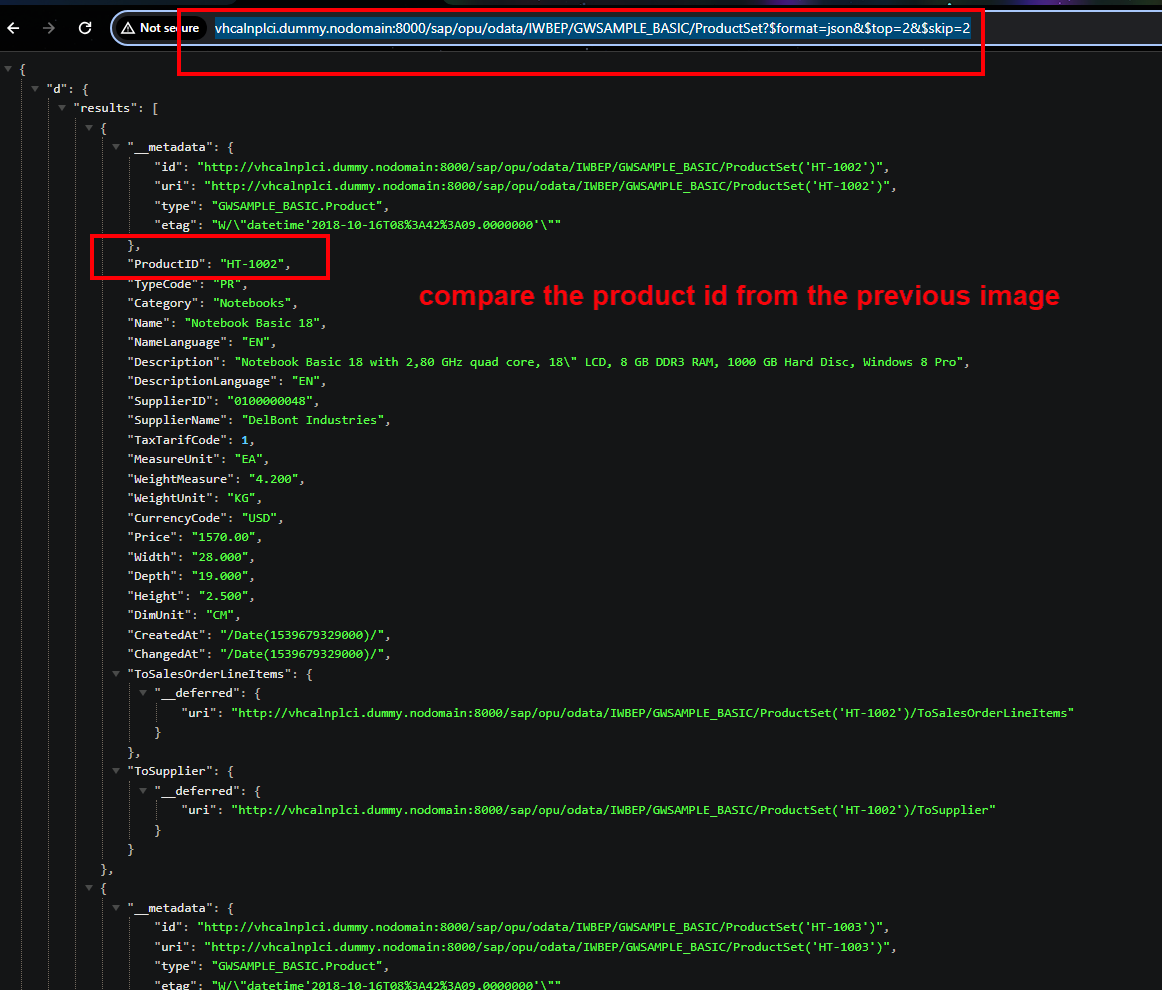 Not secure vhcalnplci.dummy.nodomain:8000/sap/opu/odata/IWBEP/GWSAMPLE_BASIC/ProductSet?$format=json&$top=2&$skip=2
{
"d": {
"results": [
{
"__metadata": {
"id": "http://vhcalnplci.dummy.nodomain:8000/sap/opu/odata/IWBEP/GWSAMPLE_BASIC/ProductSet('HT-1002')",
"uri": "http://vhcalnplci.dummy.nodomain:8000/sap/opu/odata/IWBEP/GWSAMPLE_BASIC/ProductSet('HT-1002')",
"type": "GWSAMPLE_BASIC.Product",
"etag": "W/\"datetime'2018-10-16T08%3A42%3A09.0000000'\""
},
"ProductID": "HT-1002",
"TypeCode": "PR",
compare the product id from the previous image
"Category": "Notebooks",
"Name": "Notebook Basic 18",
"NameLanguage": "EN",
"Description": "Notebook Basic 18 with 2,80 GHz quad core, 18\" LCD, 8 GB DDR3 RAM, 1000 GB Hard Disc, Windows 8 Pro",
"DescriptionLanguage": "EN",
"SupplierID": "0100000048",
"SupplierName": "DelBont Industries",
"TaxTarifCode": 1,
"MeasureUnit": "EA",
"WeightMeasure": "4.200",
"WeightUnit": "KG",
"CurrencyCode": "USD",
"Price": "1570.00",
"Width": "28.000",
"Depth": "19.000",
"Height": "2.500",
"DimUnit": "CM",
"CreatedAt": "/Date(1539679329000)/",
"ChangedAt": "/Date(1539679329000)/",
"ToSalesOrderLineItems": {
"__deferred": {
"uri": "http://vhcalnplci.dummy.nodomain:8000/sap/opu/odata/IWBEP/GWSAMPLE_BASIC/ProductSet('HT-1002')/ToSalesOrderLineItems"
}
},
"ToSupplier": {
"__deferred": {
"uri": "http://vhcalnplci.dummy.nodomain:8000/sap/opu/odata/IWBEP/GWSAMPLE_BASIC/ProductSet('HT-1002')/ToSupplier"
}
}
},
{
"__metadata": {
"id": "http://vhcalnplci.dummy.nodomain:8000/sap/opu/odata/IWBEP/GWSAMPLE_BASIC/ProductSet('HT-1003')",
"uri": "http://vhcalnplci.dummy.nodomain:8000/sap/opu/odata/IWBEP/GWSAMPLE_BASIC/ProductSet('HT-1003')",
"type": "GWSAMPLE_BASIC.Product",
"etag": "W/\"datetime'2018-10-16T08%3A42%3A09.0000000'\""